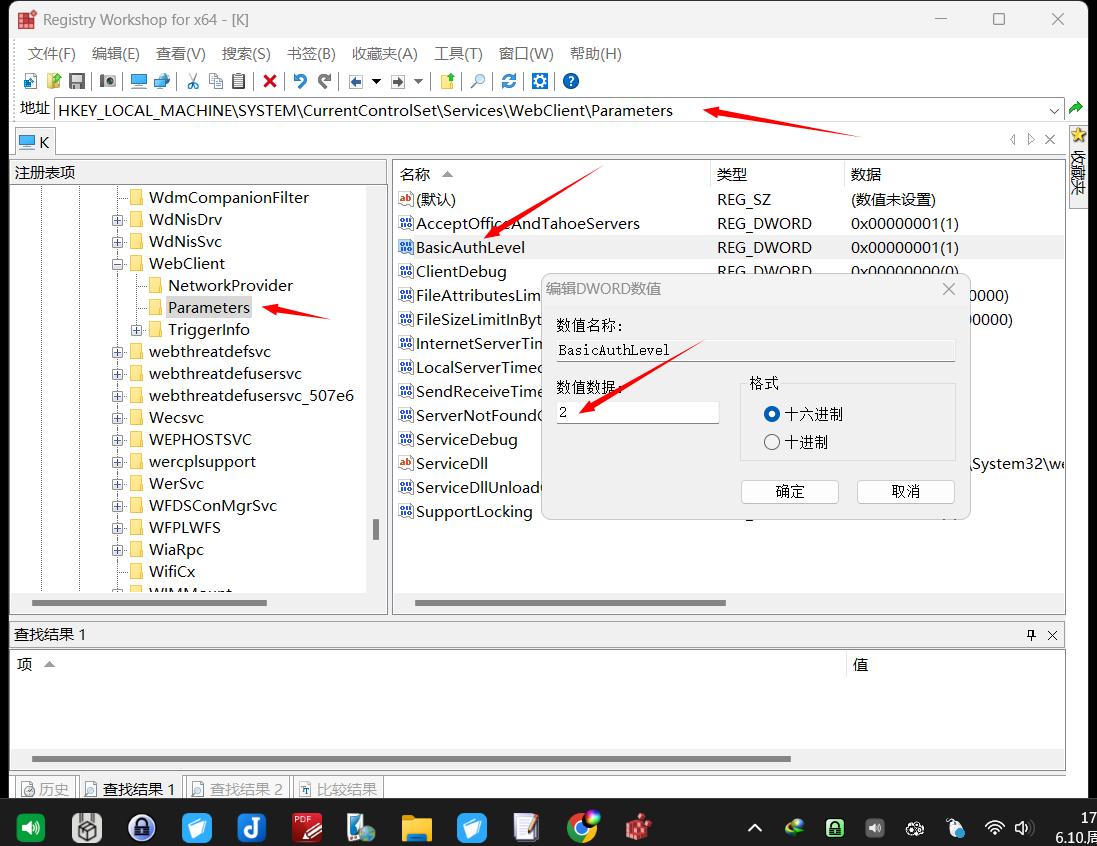 Registry Workshop for x64 - [K]
文件(F) 编辑(E) 查看(V) 搜索(S) 书签(B) 收藏夹(A) 工具(T) 窗口(W) 帮助(H)
地址 HKEY_LOCAL_MACHINE\SYSTEM\CurrentControlSet\Services\WebClient\Parameters
K
收藏夹
注册表项
WdmCompanionFilter
WdNisDrv
WdNisSvc
WebClient
NetworkProvider
Parameters
TriggerInfo
webthreatdefsvc
webthreatdefusersvc
webthreatdefusersvc_507e6
Wecsvc
WEPHOSTSVC
wercplsupport
WerSvc
WFDSConMgrSvc
WFPLWFS
WiaRpc
WifiCx
WIMMount
名称 类型 数据
(默认) REG_SZ (数值未设置)
AcceptOfficeAndTahoeServers REG_DWORD 0x00000001(1)
BasicAuthLevel REG_DWORD 0x00000001(1)
ClientDebug REG_DWORD 0x00000000(0)
FileAttributesLim 0000)
FileSizeLimitInByt 0000)
InternetServerTim
LocalServerTimeo
SendReceiveTime
ServerNotFoundC
ServiceDebug
ServiceDll \System32\we
ServiceDllUnload
SupportLocking
编辑DWORD数值
数值名称:
BasicAuthLevel
数值数据:
2
格式
十六进制
十进制
确定 取消
查找结果 1
项 值
历史 查找结果 1 查找结果 2 比较结果
PDF
17
6.10.周